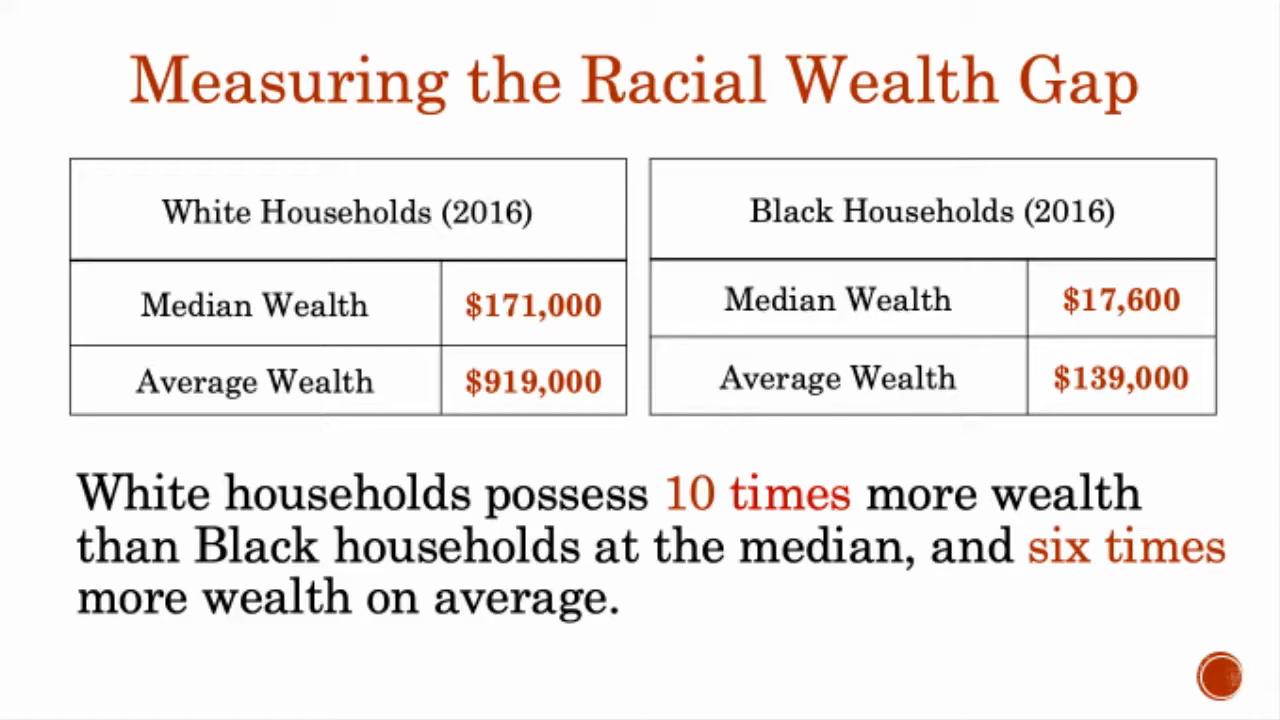 Measuring the Racial Wealth Gap
White Households (2016)
Median Wealth $171,000
Average Wealth $919,000
Black Households (2016)
Median Wealth $17,600
Average Wealth $139,000
White households possess 10 times more wealth
than Black households at the median, and six times
more wealth on average.